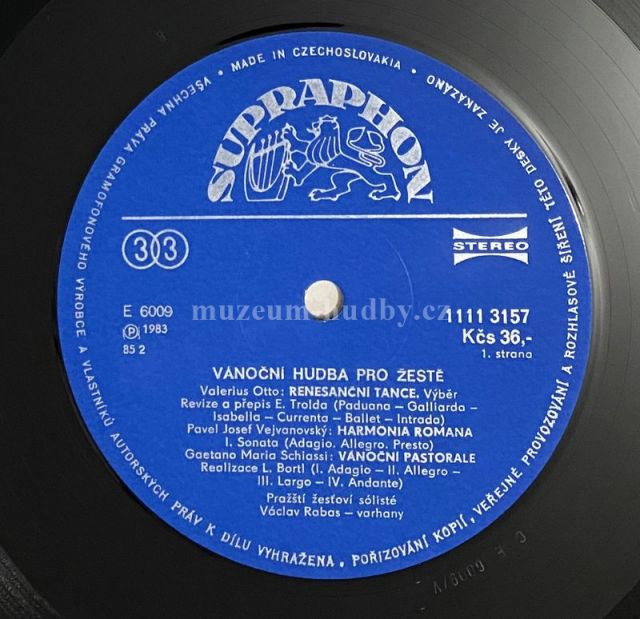 VŠECHNA PRÁVA GRAMOFONOVÉHO VÝROBCE A VLASTNÍKŮ AUTORSKÝCH PRÁV K DÍLU VYHRAŽENA. POŘIZOVÁNÍ KOPIÍ, VEŘEJNÉ PROVOZOVÁNÍ A ROZHLASOVÉ ŠÍŘENÍ TÉTO DESKY JE ZAKÁZÁNO • MADE IN CZECHOSLOVAKIA •
SUPRAPHON
33
STEREO
E 6009
Ⓟ 1983
85 2
muzeumhudby.cz
1111 3157
Kčs 36,-
1. strana
VÁNOČNÍ HUDBA PRO ŽESTĚ
Valerius Otto: RENESANČNÍ TANCE. Výběr
Revize a přepis E. Trolda (Paduana – Galliarda –
Isabella – Currenta – Ballet – Intrada)
Pavel Josef Vejvanovský: HARMONIA ROMANA
I. Sonata (Adagio. Allegro. Presto)
Gaetano Maria Schiassi: VÁNOČNÍ PASTORALE
Realizace L. Bortl (I. Adagio – II. Allegro –
III. Largo – IV. Andante)
Pražští žesťoví sólisté
Václav Rabas – varhany